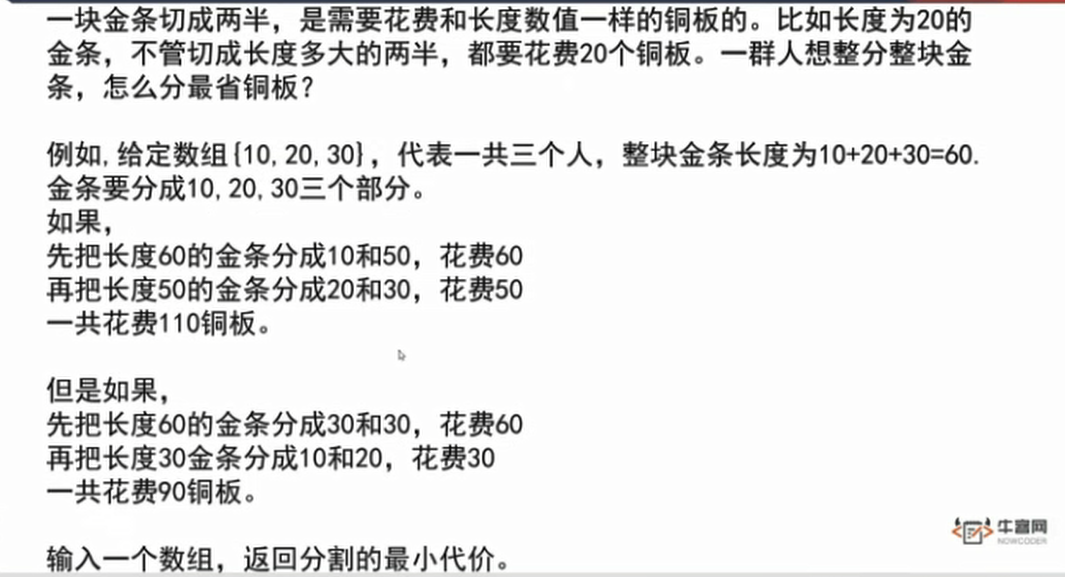 一块金条切成两半，是需要花费和长度数值一样的铜板的。比如长度为20的
金条，不管切成长度多大的两半，都要花费20个铜板。一群人想整分整块金
条，怎么分最省铜板？
例如,给定数组{10,20,30}，代表一共三个人，整块金条长度为10+20+30=60.
金条要分成10,20,30三个部分。
如果，
先把长度60的金条分成10和50，花费60
再把长度50的金条分成20和30，花费50
一共花费110铜板。
但是如果，
先把长度60的金条分成30和30，花费60
再把长度30金条分成10和20，花费30
一共花费90铜板。
牛客网
NOWCODER
输入一个数组，返回分割的最小代价。